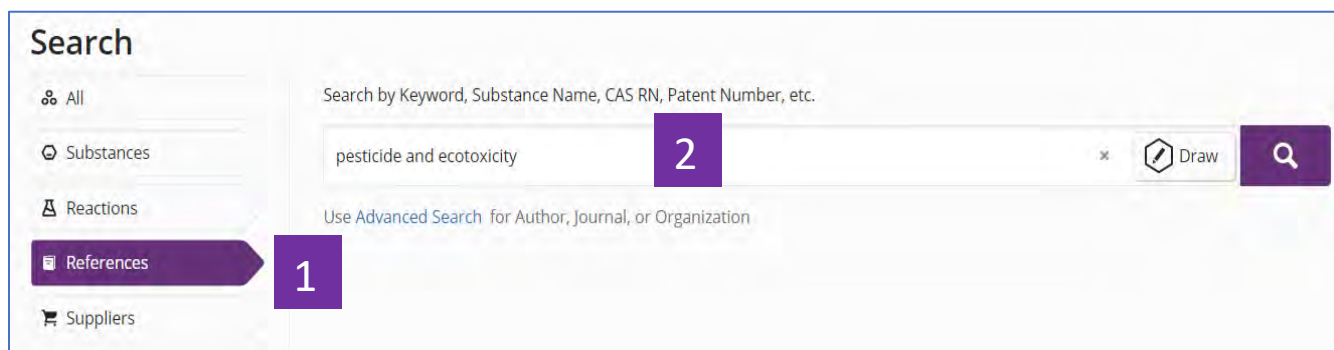 Search
All
Substances
Reactions
References
Suppliers
1
Search by Keyword, Substance Name, CAS RN, Patent Number, etc.
pesticide and ecotoxicity
2
× Draw
Use Advanced Search for Author, Journal, or Organization